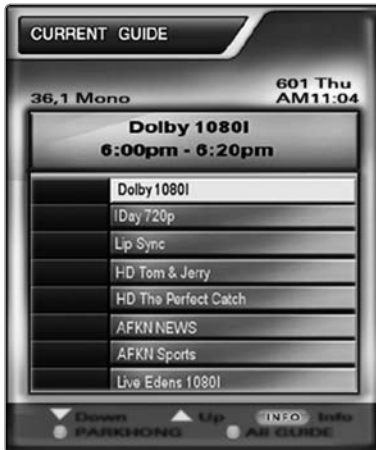 CURRENT GUIDE
601 Thu
36,1 Mono
AM11:04
Dolby 1080I
6:00pm - 6:20pm
Dolby 1080I
IDay 720p
Lip Sync
HD Tom & Jerry
HD The Perfect Catch
AFKN NEWS
AFKN Sports
Live Edens 1080I
Down Up INFO Info
PARKHONG All GUIDE